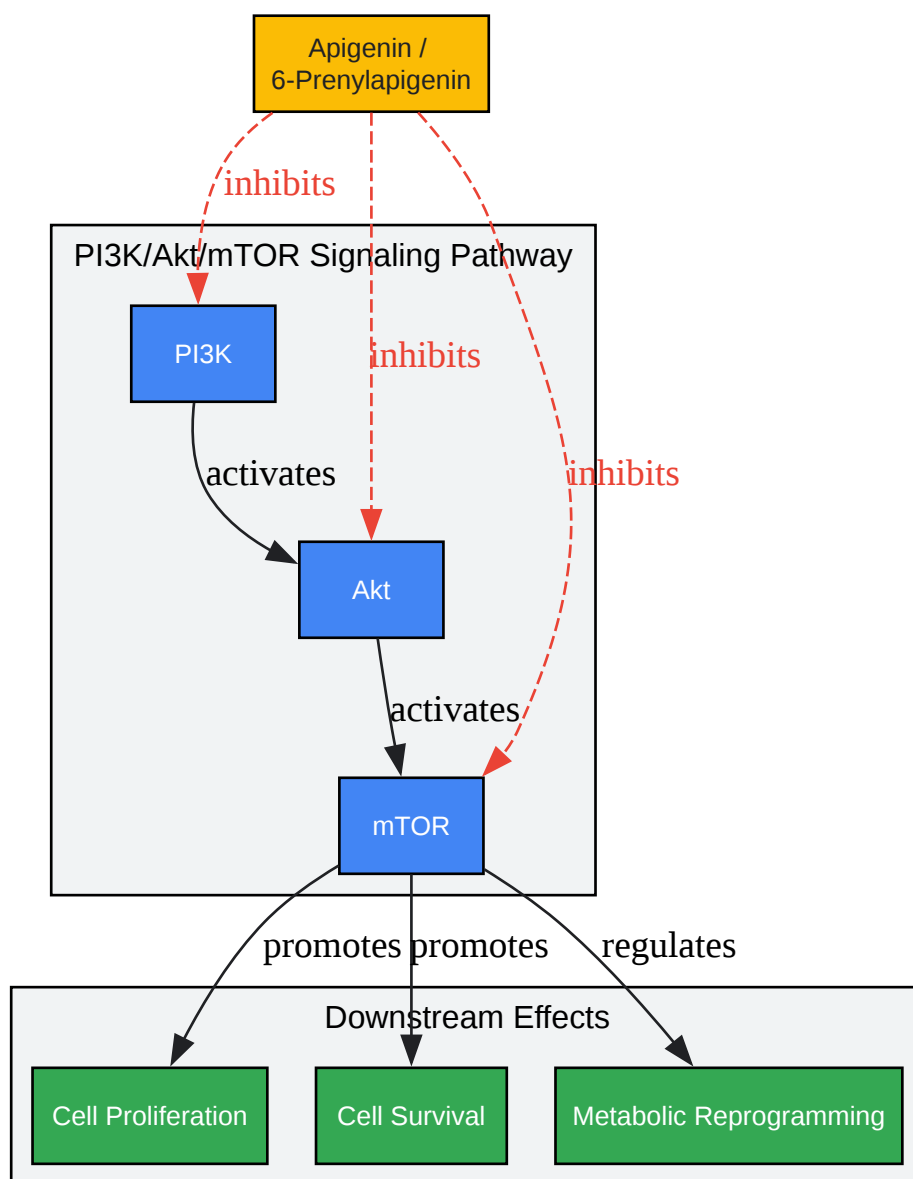 Apigenin /
6-Prenylapigenin
inhibits
PI3K/Akt/mTOR Signaling Pathway
PI3K
inhibits
activates
inhibits
Akt
activates
mTOR
promotes
promotes
regulates
Downstream Effects
Cell Proliferation
Cell Survival
Metabolic Reprogramming